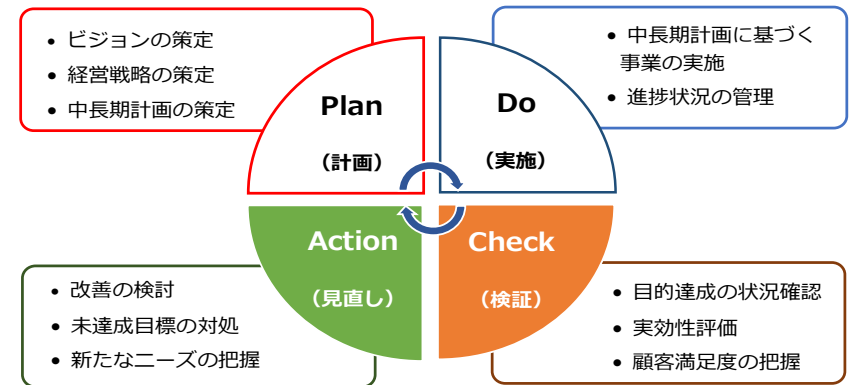 • ビジョンの策定
• 経営戦略の策定
• 中長期計画の策定
Plan
（計画）
Do
（実施）
• 中長期計画に基づく
事業の実施
• 進捗状況の管理
Action
（見直し）
Check
（検証）
• 改善の検討
• 未達成目標の対処
• 新たなニーズの把握
• 目的達成の状況確認
• 実効性評価
• 顧客満足度の把握